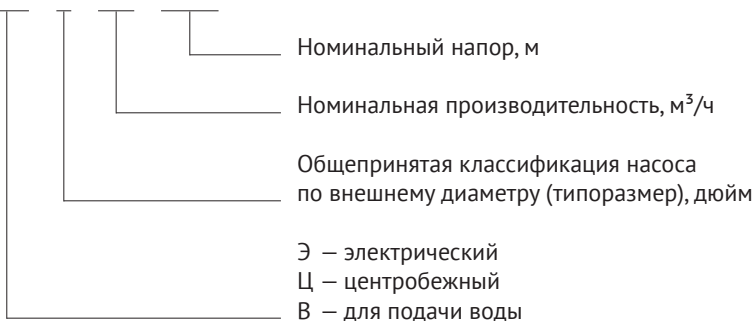 Номинальный напор, м
Номинальная производительность, м³/ч
Общепринятая классификация насоса
по внешнему диаметру (типоразмер), дюйм
Э — электрический
Ц — центробежный
В — для подачи воды